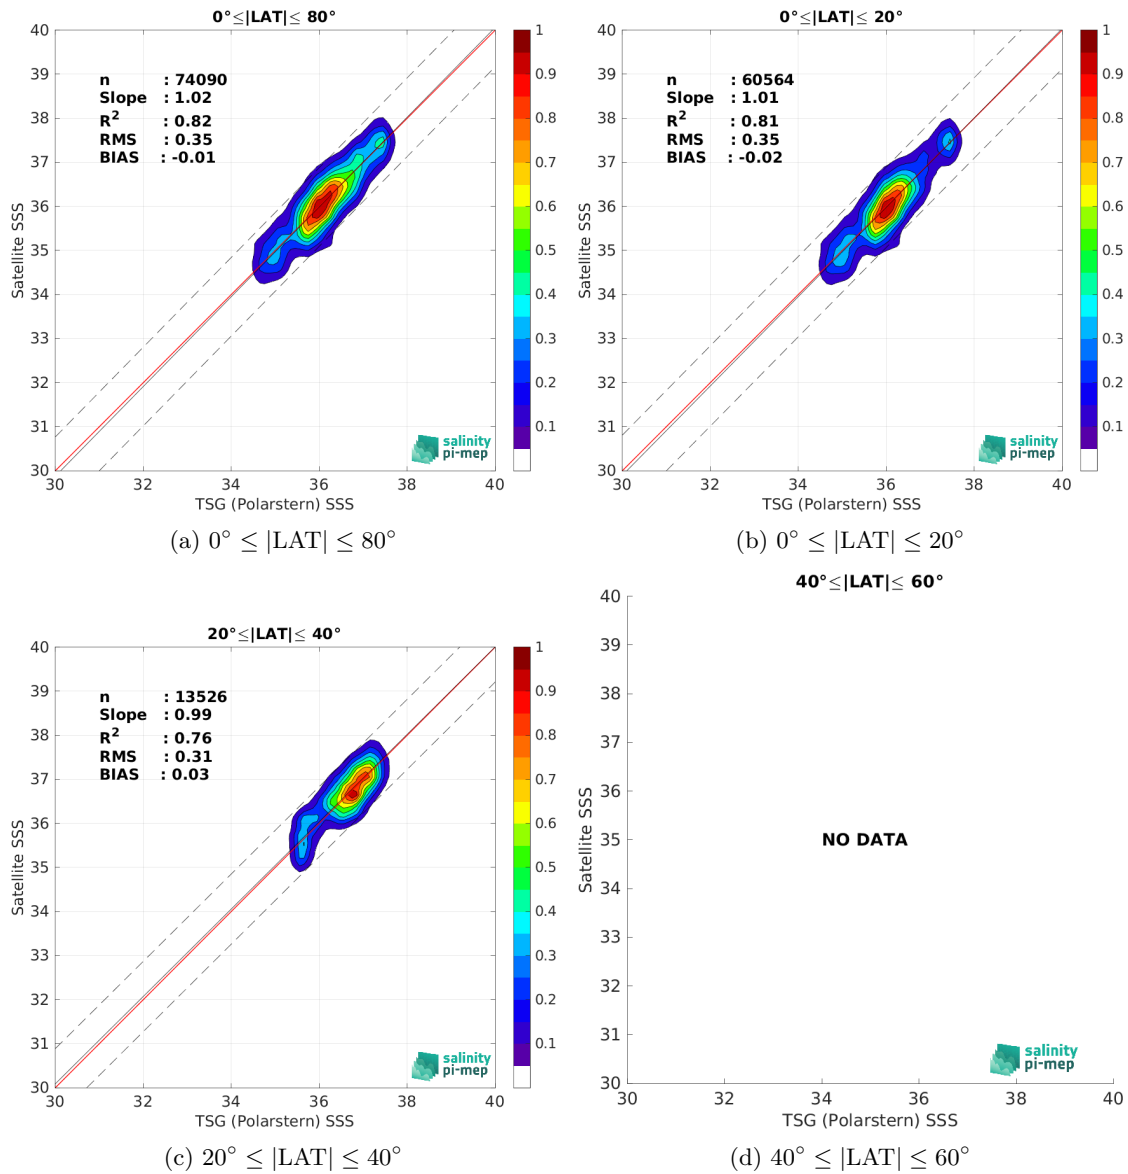 0°≤|LAT|≤ 80°
n : 74090
Slope : 1.02
R² : 0.82
RMS : 0.35
BIAS : -0.01
40
39
38
37
36
35
34
33
32
31
30
Satellite SSS
30 32 34 36 38 40
TSG (Polarstern) SSS
1
0.9
0.8
0.7
0.6
0.5
0.4
0.3
0.2
0.1
salinity
pi-mep
(a) 0° ≤ |LAT| ≤ 80°
0°≤|LAT|≤ 20°
n : 60564
Slope : 1.01
R² : 0.81
RMS : 0.35
BIAS : -0.02
40
39
38
37
36
35
34
33
32
31
30
Satellite SSS
30 32 34 36 38 40
TSG (Polarstern) SSS
1
0.9
0.8
0.7
0.6
0.5
0.4
0.3
0.2
0.1
salinity
pi-mep
(b) 0° ≤ |LAT| ≤ 20°
20°≤|LAT|≤ 40°
n : 13526
Slope : 0.99
R² : 0.76
RMS : 0.31
BIAS : 0.03
40
39
38
37
36
35
34
33
32
31
30
Satellite SSS
30 32 34 36 38 40
TSG (Polarstern) SSS
1
0.9
0.8
0.7
0.6
0.5
0.4
0.3
0.2
0.1
salinity
pi-mep
(c) 20° ≤ |LAT| ≤ 40°
40°≤|LAT|≤ 60°
40
39
38
37
36
35
34
33
32
31
30
Satellite SSS
NO DATA
30 32 34 36 38 40
TSG (Polarstern) SSS
salinity
pi-mep
(d) 40° ≤ |LAT| ≤ 60°